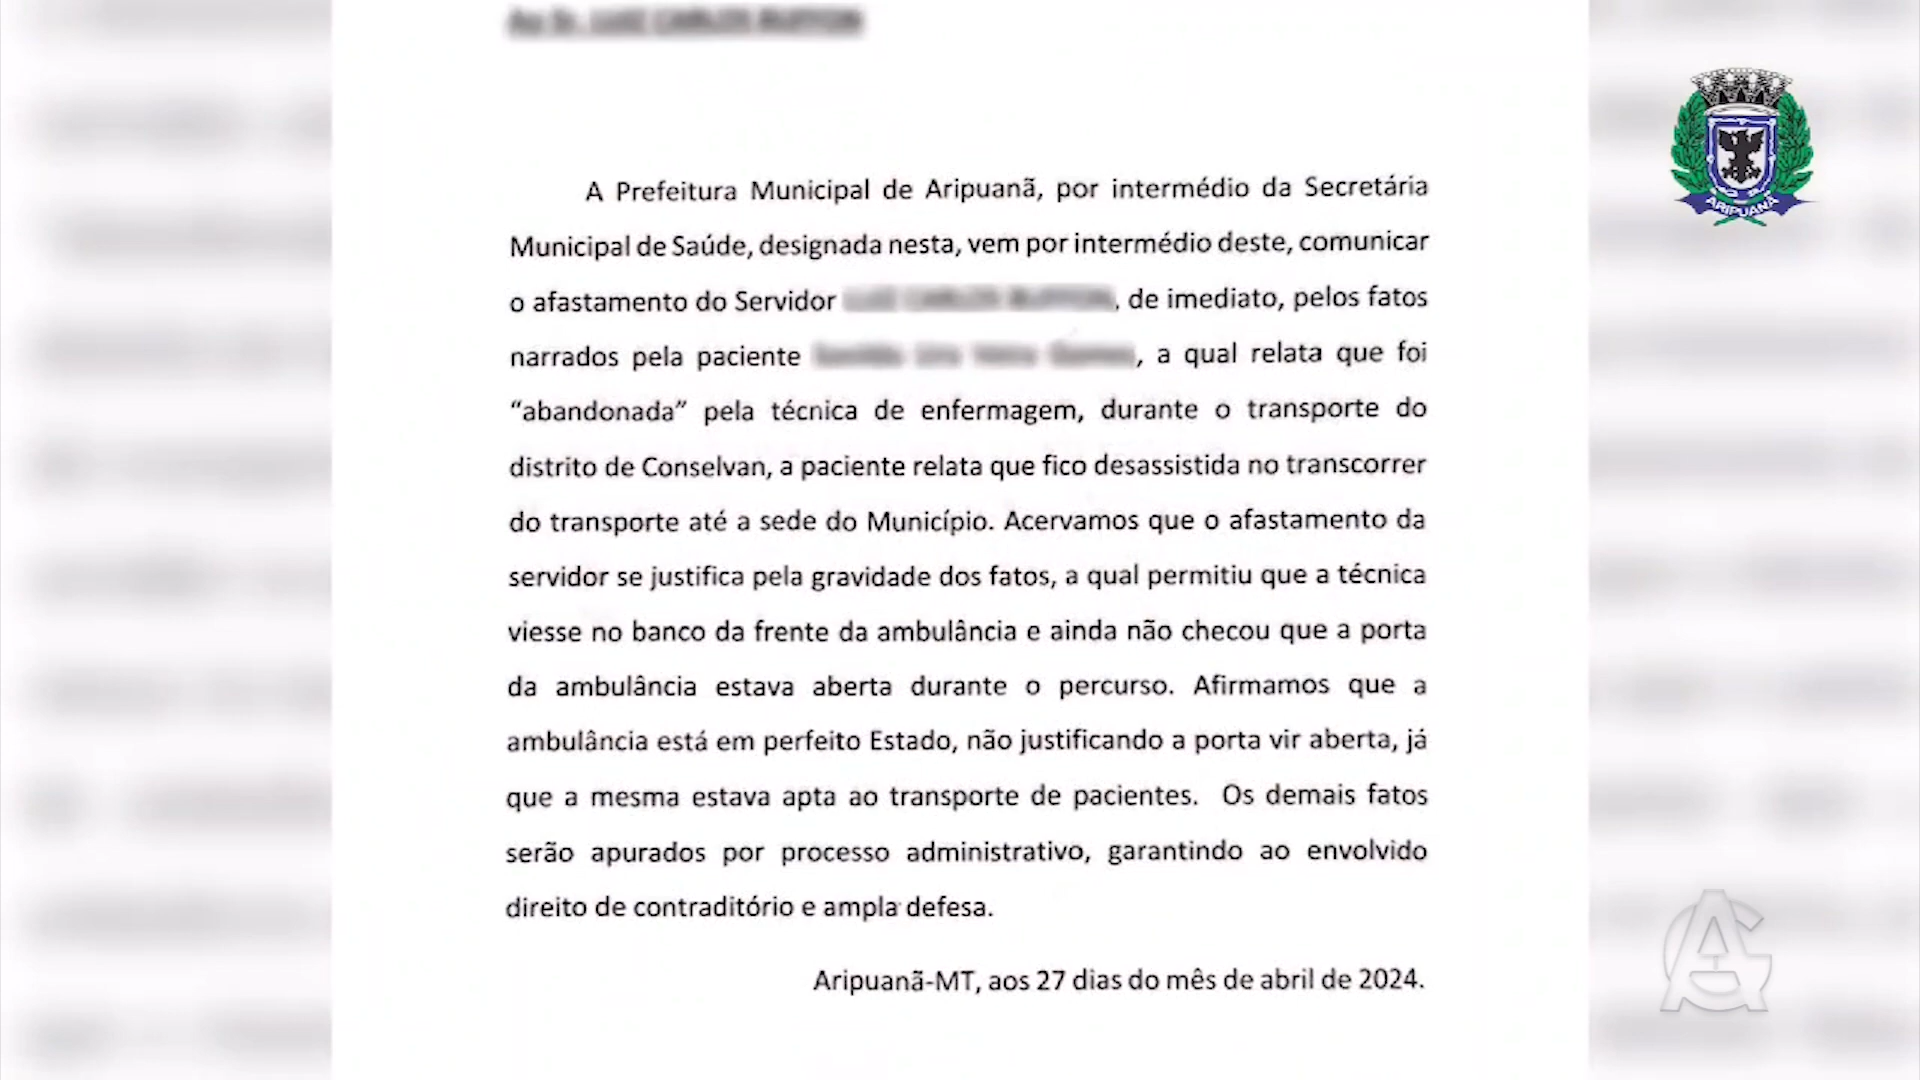 A Prefeitura Municipal de Aripuanã, por intermédio da Secretária
Municipal de Saúde, designada nesta, vem por intermédio deste, comunicar
o afastamento do Servidor , de imediato, pelos fatos
narrados pela paciente , a qual relata que foi
“abandonada” pela técnica de enfermagem, durante o transporte do
distrito de Conselvan, a paciente relata que fico desassistida no transcorrer
do transporte até a sede do Município. Acervamos que o afastamento da
servidor se justifica pela gravidade dos fatos, a qual permitiu que a técnica
viesse no banco da frente da ambulância e ainda não checou que a porta
da ambulância estava aberta durante o percurso. Afirmamos que a
ambulância está em perfeito Estado, não justificando a porta vir aberta, já
que a mesma estava apta ao transporte de pacientes. Os demais fatos
serão apurados por processo administrativo, garantindo ao envolvido
direito de contraditório e ampla defesa.
Aripuanã-MT, aos 27 dias do mês de abril de 2024.
ARIPUANÃ